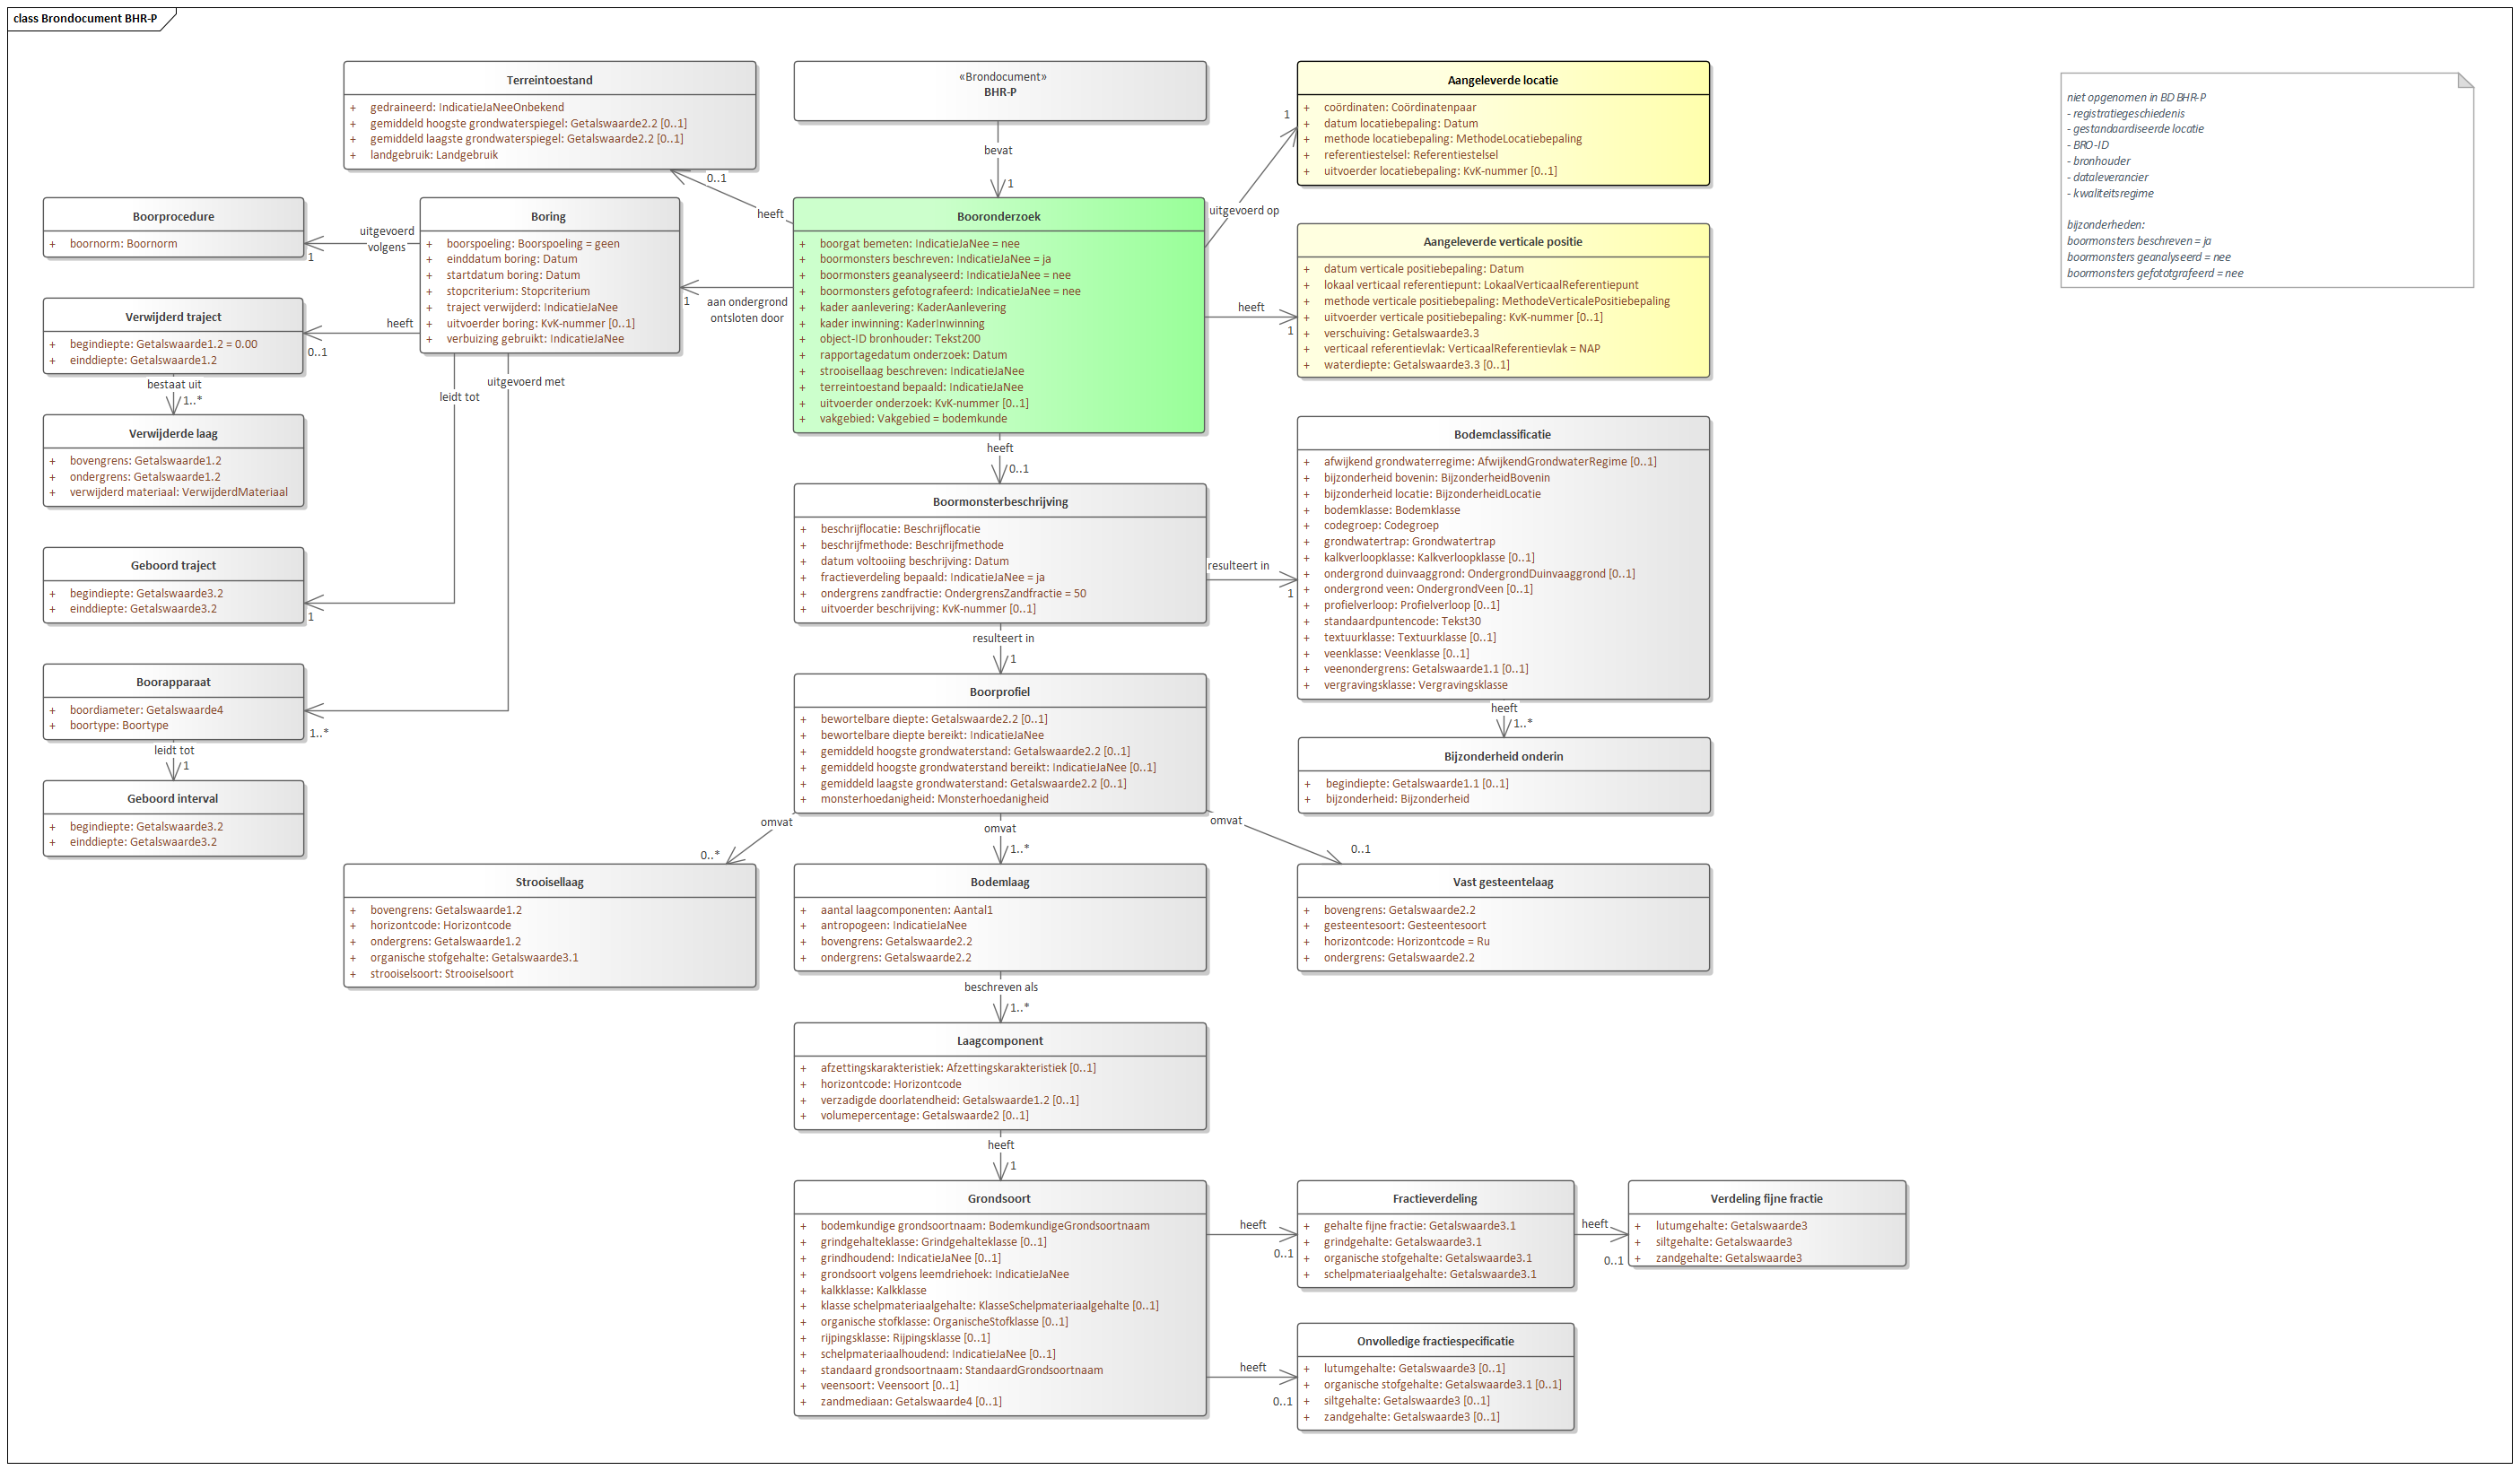 class Brondocument BHR-P
Terreintoestand
+ gedraineerd: IndicatieJaNeeOnbekend
+ gemiddeld hoogste grondwaterspiegel: Getalswaarde2.2 [0..1]
+ gemiddeld laagste grondwaterspiegel: Getalswaarde2.2 [0..1]
+ landgebruik: Landgebruik
«Brondocument»
BHR-P
bevat
1
Aangeleverde locatie
+ coördinaten: Coördinatenpaar
+ datum locatiebepaling: Datum
+ methode locatiebepaling: MethodeLocatiebepaling
+ referentiestelsel: Referentiestelsel
+ uitvoerder locatiebepaling: KvK-nummer [0..1]
1
uitgevoerd op
niet opgenomen in BD BHR-P
- registratiegeschiedenis
- gestandaardiseerde locatie
- BRO-ID
- bronhouder
- dataleverancier
- kwaliteitsregime
bijzonderheden:
boormonsters beschreven = ja
boormonsters geanalyseerd = nee
boormonsters gefototgrafeerd = nee
0..1
heeft
Boorprocedure
+ boornorm: Boornorm
uitgevoerd
volgens
1
Boring
+ boorspoeling: Boorspoeling = geen
+ einddatum boring: Datum
+ startdatum boring: Datum
+ stopcriterium: Stopcriterium
+ traject verwijderd: IndicatieJaNee
+ uitvoerder boring: KvK-nummer [0..1]
+ verbuizing gebruikt: IndicatieJaNee
1
aan ondergrond
ontsloten door
Booronderzoek
+ boorgat bemeten: IndicatieJaNee = nee
+ boormonsters beschreven: IndicatieJaNee = ja
+ boormonsters geanalyseerd: IndicatieJaNee = nee
+ boormonsters gefotografeerd: IndicatieJaNee = nee
+ kader aanlevering: KaderAanlevering
+ kader inwinning: KaderInwinning
+ object-ID bronhouder: Tekst200
+ rapportagedatum onderzoek: Datum
+ strooisellaag beschreven: IndicatieJaNee
+ terreintoestand bepaald: IndicatieJaNee
+ uitvoerder onderzoek: KvK-nummer [0..1]
+ vakgebied: Vakgebied = bodemkunde
heeft
1
Aangeleverde verticale positie
+ datum verticale positiebepaling: Datum
+ lokaal verticaal referentiepunt: LokaalVerticaalReferentiepunt
+ methode verticale positiebepaling: MethodeVerticalePositiebepaling
+ uitvoerder verticale positiebepaling: KvK-nummer [0..1]
+ verschuiving: Getalswaarde3.3
+ verticaal referentievlak: VerticaalReferentievlak = NAP
+ waterdiepte: Getalswaarde3.3 [0..1]
Verwijderd traject
+ begindiepte: Getalswaarde1.2 = 0.00
+ einddiepte: Getalswaarde1.2
heeft
0..1
bestaat uit
1..*
leidt tot
uitgevoerd met
Verwijderde laag
+ bovengrens: Getalswaarde1.2
+ ondergrens: Getalswaarde1.2
+ verwijderd materiaal: VerwijderdMateriaal
heeft
0..1
Boormonsterbeschrijving
+ beschrijflocatie: Beschrijflocatie
+ beschrijfmethode: Beschrijfmethode
+ datum voltooiing beschrijving: Datum
+ fractieverdeling bepaald: IndicatieJaNee = ja
+ ondergrens zandfractie: OndergrensZandfractie = 50
+ uitvoerder beschrijving: KvK-nummer [0..1]
resulteert in
1
Bodemclassificatie
+ afwijkend grondwaterregime: AfwijkendGrondwaterRegime [0..1]
+ bijzonderheid bovenin: BijzonderheidBovenin
+ bijzonderheid locatie: BijzonderheidLocatie
+ bodemklasse: Bodemklasse
+ codegroep: Codegroep
+ grondwatertrap: Grondwatertrap
+ kalkverloopklasse: Kalkverloopklasse [0..1]
+ ondergrond duinvaaggrond: OndergrondDuinvaaggrond [0..1]
+ ondergrond veen: OndergrondVeen [0..1]
+ profielverloop: Profielverloop [0..1]
+ standaardpuntencode: Tekst30
+ textuurklasse: Textuurklasse [0..1]
+ veenklasse: Veenklasse [0..1]
+ veenondergrens: Getalswaarde1.1 [0..1]
+ vergravingsklasse: Vergravingsklasse
Geboord traject
+ begindiepte: Getalswaarde3.2
+ einddiepte: Getalswaarde3.2
1
resulteert in
1
heeft
1..*
Boorapparaat
+ boordiameter: Getalswaarde4
+ boortype: Boortype
1..*
leidt tot
1
Boorprofiel
+ bewortelbare diepte: Getalswaarde2.2 [0..1]
+ bewortelbare diepte bereikt: IndicatieJaNee
+ gemiddeld hoogste grondwaterstand: Getalswaarde2.2 [0..1]
+ gemiddeld hoogste grondwaterstand bereikt: IndicatieJaNee [0..1]
+ gemiddeld laagste grondwaterstand: Getalswaarde2.2 [0..1]
+ monsterhoedanigheid: Monsterhoedanigheid
Bijzonderheid onderin
+ begindiepte: Getalswaarde1.1 [0..1]
+ bijzonderheid: Bijzonderheid
Geboord interval
+ begindiepte: Getalswaarde3.2
+ einddiepte: Getalswaarde3.2
omvat
0..*
omvat
1..*
omvat
0..1
Strooisellaag
+ bovengrens: Getalswaarde1.2
+ horizontcode: Horizontcode
+ ondergrens: Getalswaarde1.2
+ organische stofgehalte: Getalswaarde3.1
+ strooiselsoort: Strooiselsoort
Bodemlaag
+ aantal laagcomponenten: Aantal1
+ antropogeen: IndicatieJaNee
+ bovengrens: Getalswaarde2.2
+ ondergrens: Getalswaarde2.2
Vast gesteentelaag
+ bovengrens: Getalswaarde2.2
+ gesteentesoort: Gesteentesoort
+ horizontcode: Horizontcode = Ru
+ ondergrens: Getalswaarde2.2
beschreven als
1..*
Laagcomponent
+ afzettingskarakteristiek: Afzettingskarakteristiek [0..1]
+ horizontcode: Horizontcode
+ verzadigde doorlatendheid: Getalswaarde1.2 [0..1]
+ volumepercentage: Getalswaarde2 [0..1]
heeft
1
Grondsoort
+ bodemkundige grondsoortnaam: BodemkundigeGrondsoortnaam
+ grindgehalteklasse: Grindgehalteklasse [0..1]
+ grindhoudend: IndicatieJaNee [0..1]
+ grondsoort volgens leemdriehoek: IndicatieJaNee
+ kalkklasse: Kalkklasse
+ klasse schelpmateriaalgehalte: KlasseSchelpmateriaalgehalte [0..1]
+ organische stofklasse: OrganischeStofklasse [0..1]
+ rijpingsklasse: Rijpingsklasse [0..1]
+ schelpmateriaalhoudend: IndicatieJaNee [0..1]
+ standaard grondsoortnaam: StandaardGrondsoortnaam
+ veensoort: Veensoort [0..1]
+ zandmediaan: Getalswaarde4 [0..1]
heeft
0..1
Fractieverdeling
+ gehalte fijne fractie: Getalswaarde3.1
+ grindgehalte: Getalswaarde3.1
+ organische stofgehalte: Getalswaarde3.1
+ schelpmateriaalgehalte: Getalswaarde3.1
heeft
0..1
Verdeling fijne fractie
+ lutumgehalte: Getalswaarde3
+ siltgehalte: Getalswaarde3
+ zandgehalte: Getalswaarde3
heeft
0..1
Onvolledige fractiespecificatie
+ lutumgehalte: Getalswaarde3 [0..1]
+ organische stofgehalte: Getalswaarde3.1 [0..1]
+ siltgehalte: Getalswaarde3 [0..1]
+ zandgehalte: Getalswaarde3 [0..1]